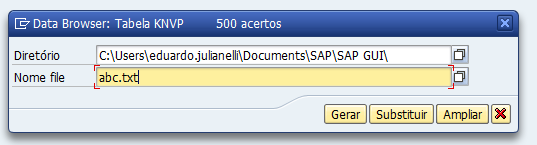 Data Browser: Tabela KNVP 500 acertos
Diretório C:\Users\eduardo.julianelli\Documents\SAP\SAP GUI\
Nome file abc.txt
Gerar Substituir Ampliar